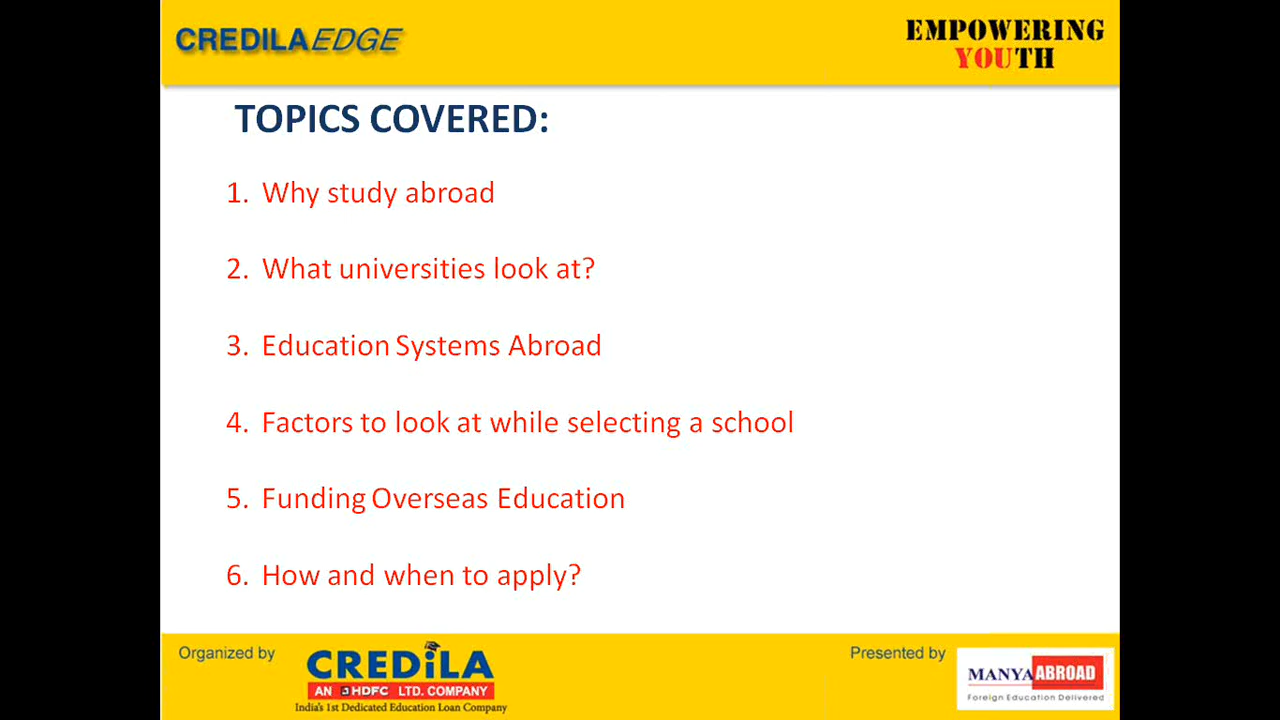 CREDILA EDGE
EMPOWERING
YOUTH
TOPICS COVERED:
1. Why study abroad
2. What universities look at?
3. Education Systems Abroad
4. Factors to look at while selecting a school
5. Funding Overseas Education
6. How and when to apply?
Organized by
CREDiLA
AN HDFC LTD. COMPANY
India's 1st Dedicated Education Loan Company
Presented by
MANYA ABROAD
Foreign Education Delivered